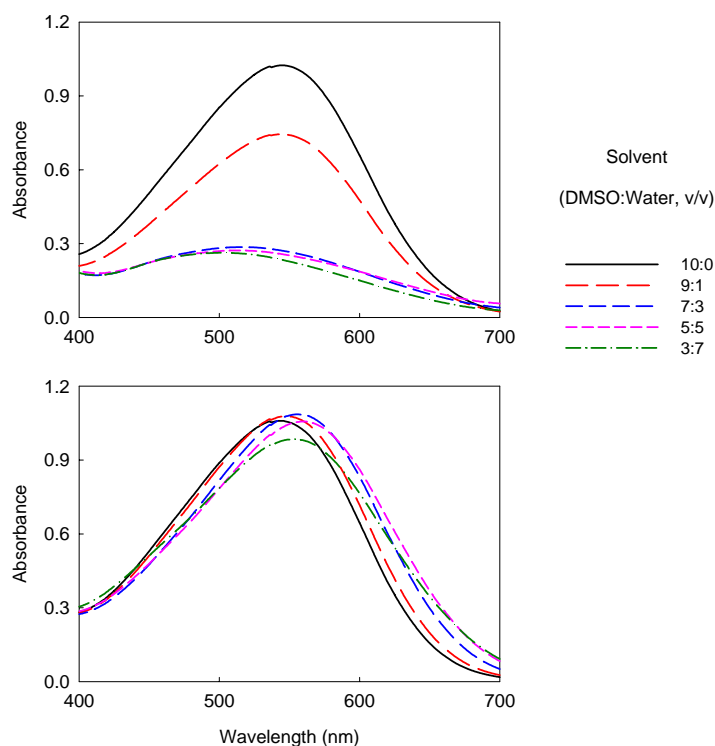 1.2
0.9
0.6
0.3
0.0
Absorbance
400 500 600 700
Solvent
(DMSO:Water, v/v)
10:0
9:1
7:3
5:5
3:7
1.2
0.9
0.6
0.3
0.0
Absorbance
400 500 600 700
Wavelength (nm)